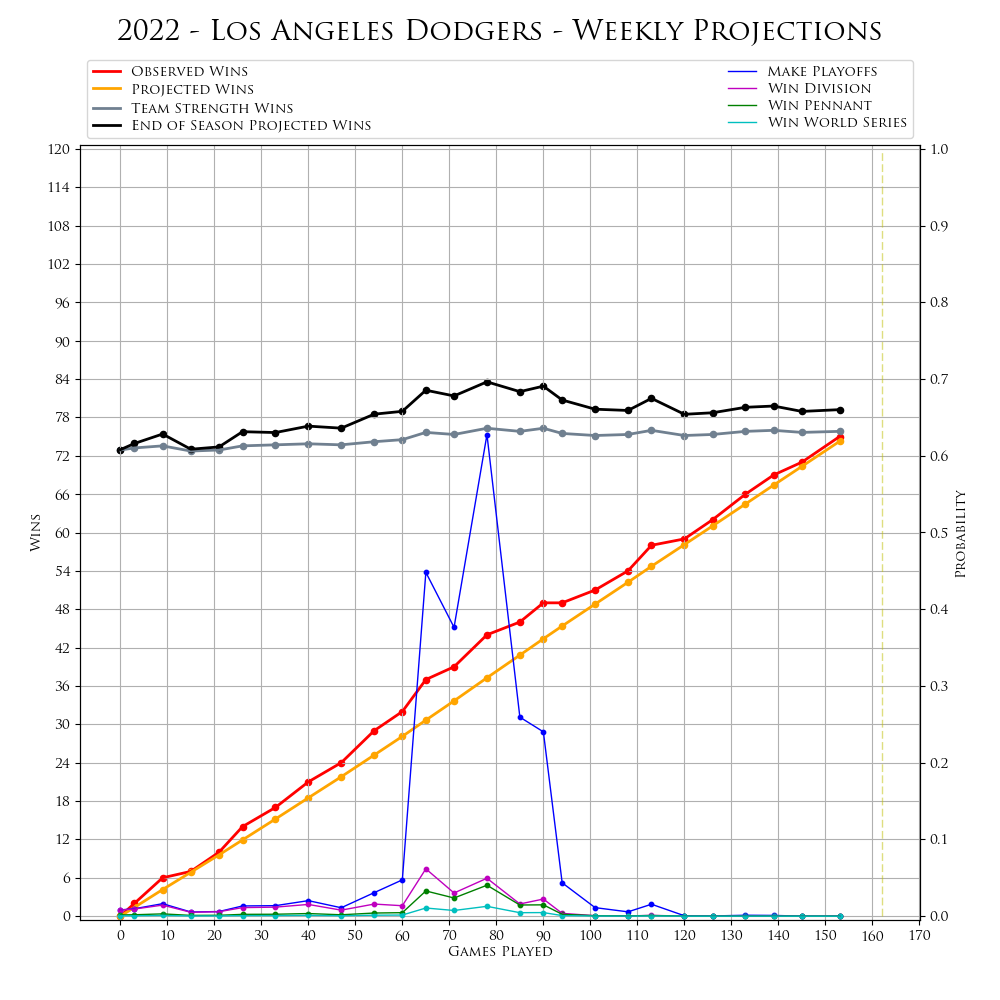 2022 - Los Angeles Dodgers - Weekly Projections
Observed Wins
Projected Wins
Team Strength Wins
End of Season Projected Wins
Make Playoffs
Win Division
Win Pennant
Win World Series
120
114
108
102
96
90
84
78
72
66
60
54
48
42
36
30
24
18
12
6
0
Wins
1.0
0.9
0.8
0.7
0.6
0.5
0.4
0.3
0.2
0.1
0.0
Probability
0 10 20 30 40 50 60 70 80 90 100 110 120 130 140 150 160 170
Games Played